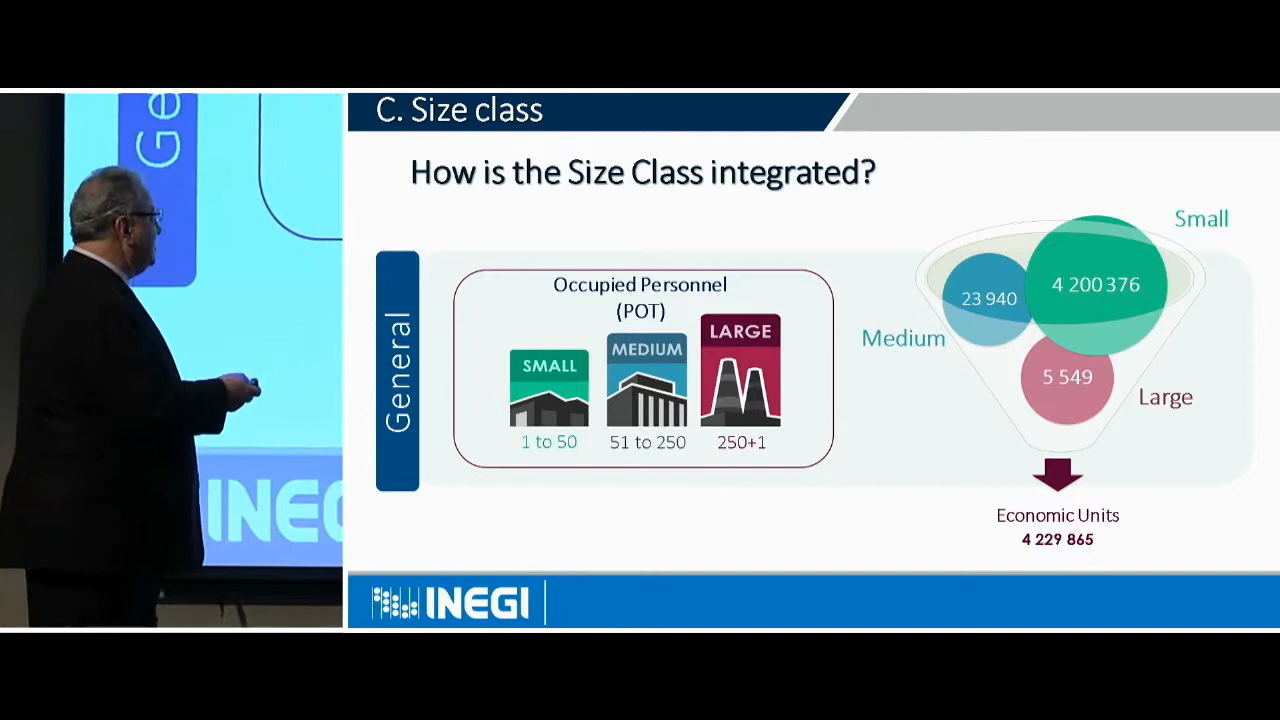 Ge
INEG
C. Size class
How is the Size Class integrated?
General
Occupied Personnel
(POT)
SMALL
MEDIUM
LARGE
1 to 50
51 to 250
250+1
Small
4 200 376
23 940
Medium
5 549
Large
Economic Units
4 229 865
INEGI